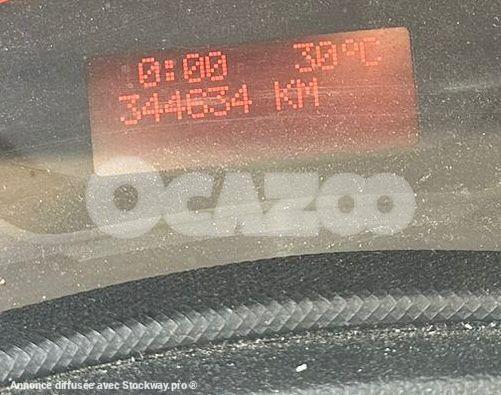 0:00 30°C
344634 KM
OCAZOO
Annonce diffusée avec Stockway.pro ®